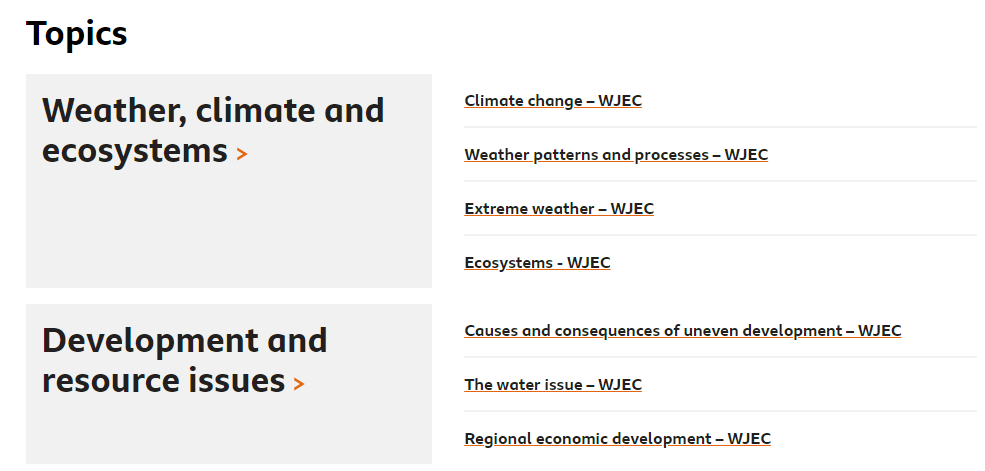 Topics
Weather, climate and
ecosystems >
Climate change – WJEC
Weather patterns and processes – WJEC
Extreme weather – WJEC
Ecosystems - WJEC
Development and
resource issues >
Causes and consequences of uneven development – WJEC
The water issue – WJEC
Regional economic development – WJEC